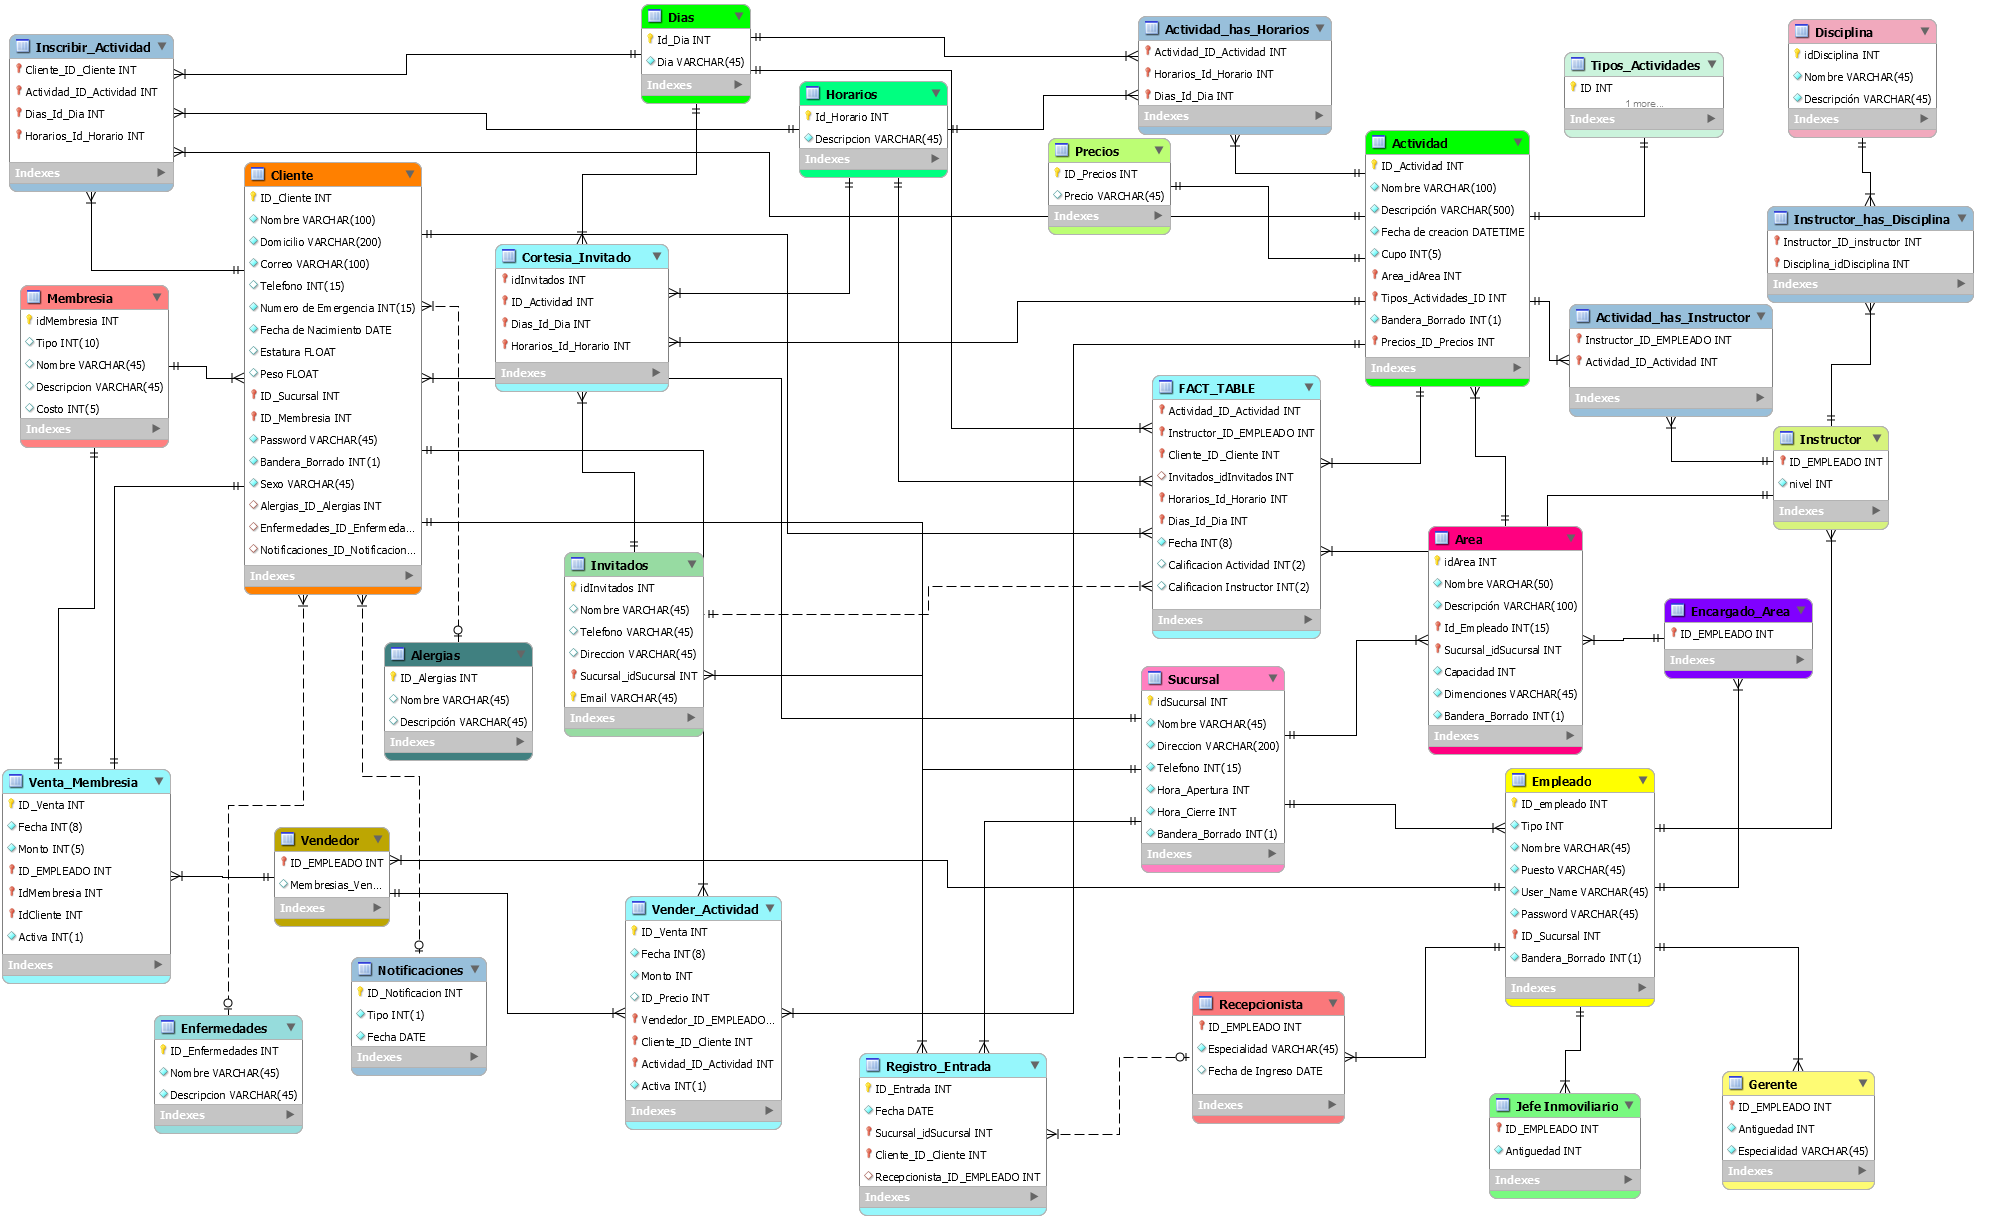 Inscribir_Actividad
Cliente_ID_Cliente INT
Actividad_ID_Actividad INT
Dias_Id_Dia INT
Horarios_Id_Horario INT
Indexes
Dias
Id_Dia INT
Dia VARCHAR(45)
Indexes
Horarios
Id_Horario INT
Descripcion VARCHAR(45)
Indexes
Actividad_has_Horarios
Actividad_ID_Actividad INT
Horarios_Id_Horario INT
Dias_Id_Dia INT
Indexes
Precios
ID_Precios INT
Precio VARCHAR(45)
Indexes
Actividad
ID_Actividad INT
Nombre VARCHAR(100)
Descripción VARCHAR(500)
Fecha de creacion DATETIME
Cupo INT(5)
Area_idArea INT
Tipos_Actividades_ID INT
Bandera_Borrado INT(1)
Precios_ID_Precios INT
Indexes
Tipos_Actividades
ID INT
1 more...
Indexes
Disciplina
idDisciplina INT
Nombre VARCHAR(45)
Descripción VARCHAR(45)
Indexes
Instructor_has_Disciplina
Instructor_ID_instructor INT
Disciplina_idDisciplina INT
Indexes
Actividad_has_Instructor
Instructor_ID_EMPLEADO INT
Actividad_ID_Actividad INT
Indexes
Instructor
ID_EMPLEADO INT
nivel INT
Indexes
Cliente
ID_Cliente INT
Nombre VARCHAR(100)
Domicilio VARCHAR(200)
Correo VARCHAR(100)
Telefono INT(15)
Numero de Emergencia INT(15)
Fecha de Nacimiento DATE
Estatura FLOAT
Peso FLOAT
ID_Sucursal INT
ID_Membresia INT
Password VARCHAR(45)
Bandera_Borrado INT(1)
Sexo VARCHAR(45)
Alergias_ID_Alergias INT
Enfermedades_ID_Enfermeda...
Notificaciones_ID_Notificacion...
Indexes
Membresia
idMembresia INT
Tipo INT(10)
Nombre VARCHAR(45)
Descripcion VARCHAR(45)
Costo INT(5)
Indexes
Cortesia_Invitado
idInvitados INT
ID_Actividad INT
Dias_Id_Dia INT
Horarios_Id_Horario INT
Indexes
FACT_TABLE
Actividad_ID_Actividad INT
Instructor_ID_EMPLEADO INT
Cliente_ID_Cliente INT
Invitados_idInvitados INT
Horarios_Id_Horario INT
Dias_Id_Dia INT
Fecha INT(8)
Calificacion Actividad INT(2)
Calificacion Instructor INT(2)
Indexes
Area
idArea INT
Nombre VARCHAR(50)
Descripción VARCHAR(100)
Id_Empleado INT(15)
Sucursal_idSucursal INT
Capacidad INT
Dimenciones VARCHAR(45)
Bandera_Borrado INT(1)
Indexes
Encargado_Area
ID_EMPLEADO INT
Indexes
Invitados
idInvitados INT
Nombre VARCHAR(45)
Telefono VARCHAR(45)
Direccion VARCHAR(45)
Sucursal_idSucursal INT
Email VARCHAR(45)
Indexes
Alergias
ID_Alergias INT
Nombre VARCHAR(45)
Descripción VARCHAR(45)
Indexes
Sucursal
idSucursal INT
Nombre VARCHAR(45)
Direccion VARCHAR(200)
Telefono INT(15)
Hora_Apertura INT
Hora_Cierre INT
Bandera_Borrado INT(1)
Indexes
Venta_Membresia
ID_Venta INT
Fecha INT(8)
Monto INT(5)
ID_EMPLEADO INT
IdMembresia INT
IdCliente INT
Activa INT(1)
Indexes
Vendedor
ID_EMPLEADO INT
Membresias_Ven...
Indexes
Empleado
ID_empleado INT
Tipo INT
Nombre VARCHAR(45)
Puesto VARCHAR(45)
User_Name VARCHAR(45)
Password VARCHAR(45)
ID_Sucursal INT
Bandera_Borrado INT(1)
Indexes
Vender_Actividad
ID_Venta INT
Fecha INT(8)
Monto INT
ID_Precio INT
Vendedor_ID_EMPLEADO...
Cliente_ID_Cliente INT
Actividad_ID_Actividad INT
Activa INT(1)
Indexes
Notificaciones
ID_Notificacion INT
Tipo INT(1)
Fecha DATE
Indexes
Enfermedades
ID_Enfermedades INT
Nombre VARCHAR(45)
Descripcion VARCHAR(45)
Indexes
Recepcionista
ID_EMPLEADO INT
Especialidad VARCHAR(45)
Fecha de Ingreso DATE
Indexes
Registro_Entrada
ID_Entrada INT
Fecha DATE
Sucursal_idSucursal INT
Cliente_ID_Cliente INT
Recepcionista_ID_EMPLEADO INT
Indexes
Jefe Inmoviliario
ID_EMPLEADO INT
Antiguedad INT
Indexes
Gerente
ID_EMPLEADO INT
Antiguedad INT
Especialidad VARCHAR(45)
Indexes